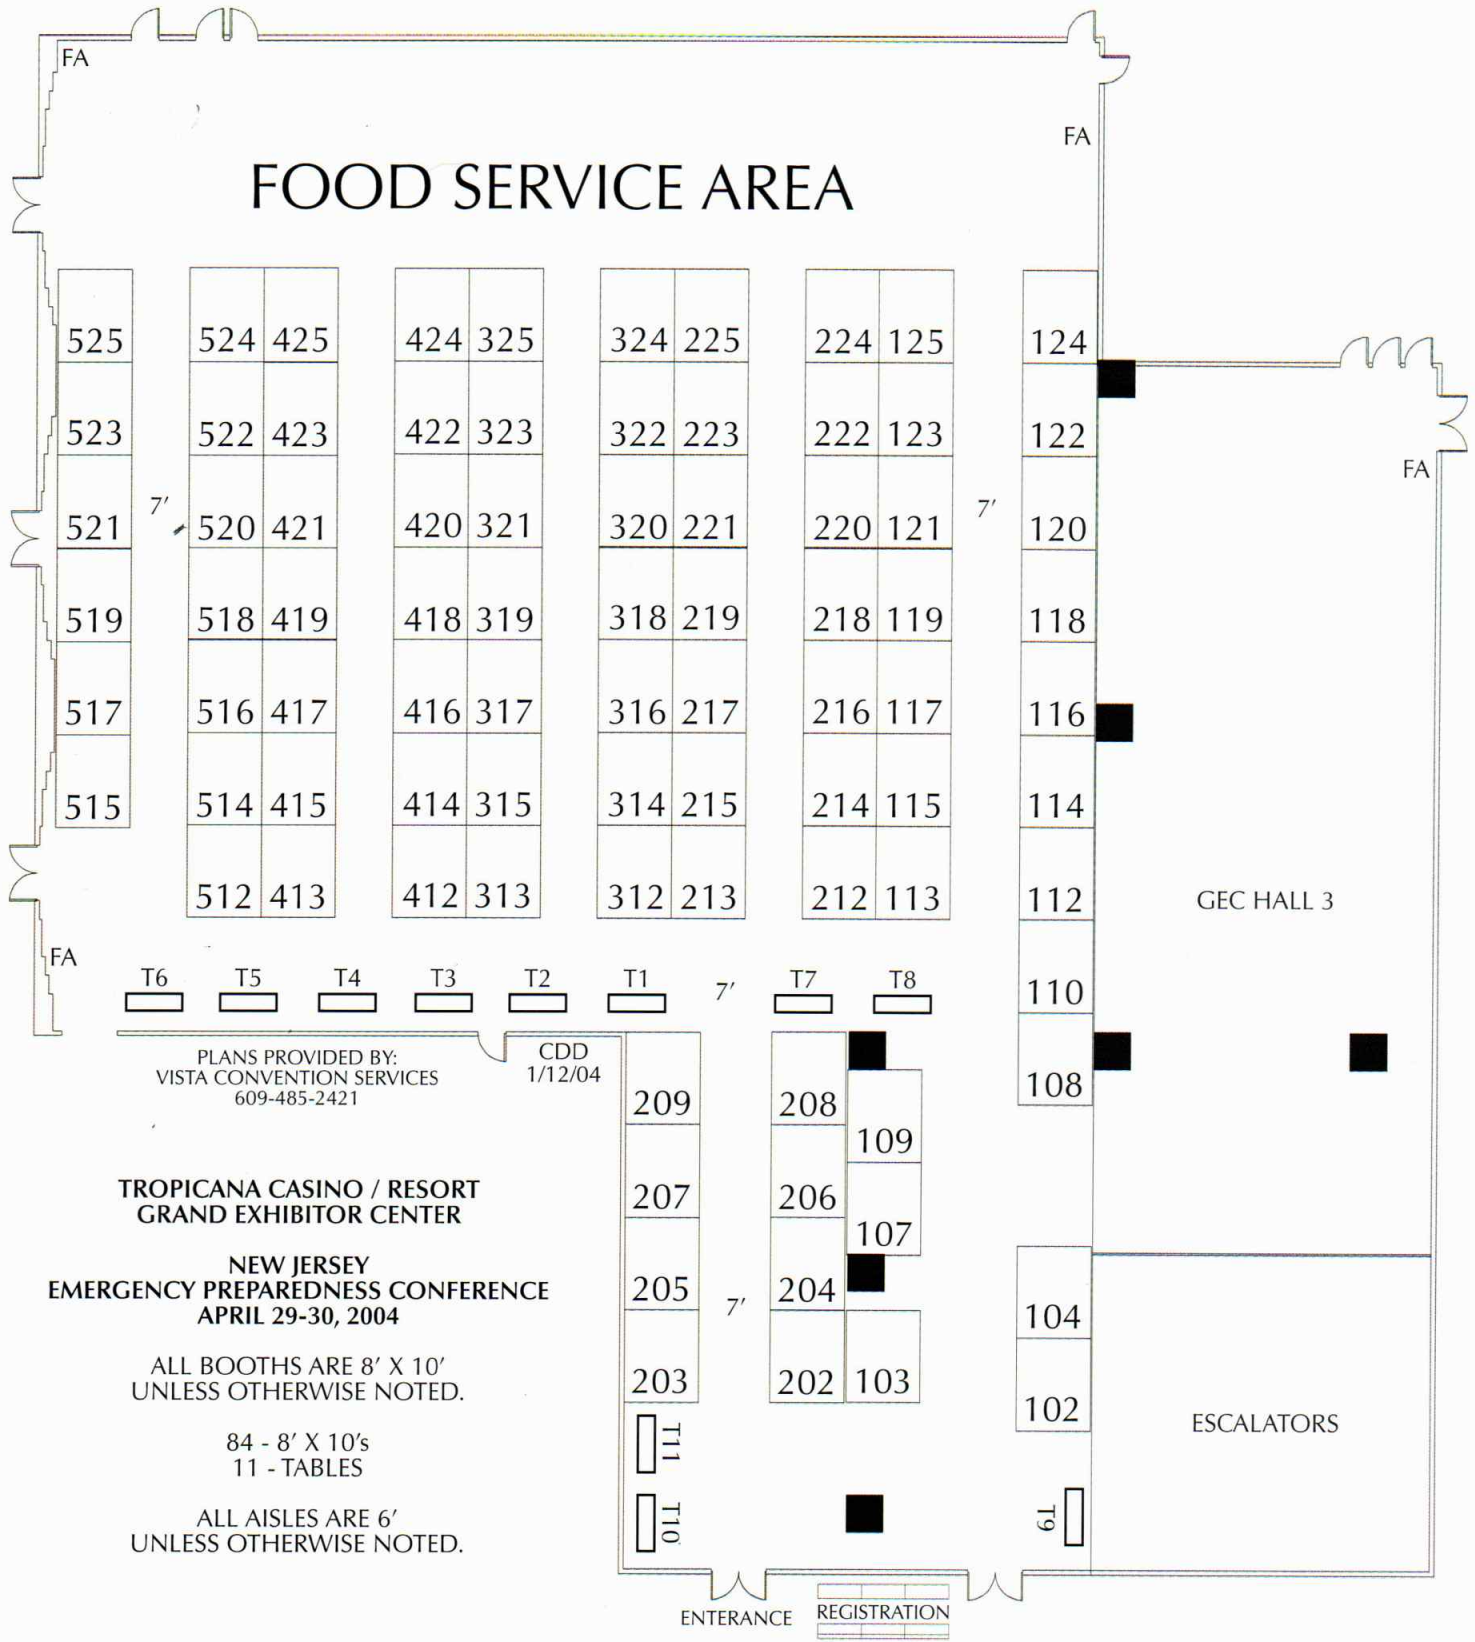 FA
FA
FOOD SERVICE AREA
525 524 425 424 325 324 225 224 125 124
523 522 423 422 323 322 223 222 123 122
FA
521 7′ 520 421 420 321 320 221 220 121 7′ 120
519 518 419 418 319 318 219 218 119 118
517 516 417 416 317 316 217 216 117 116
515 514 415 414 315 314 215 214 115 114
512 413 412 313 312 213 212 113 112
GEC HALL 3
FA
T6 T5 T4 T3 T2 T1 7′ T7 T8 110
PLANS PROVIDED BY:
VISTA CONVENTION SERVICES
609-485-2421
CDD
1/12/04
209 208 108
109
207 206
107
205 7′ 204 104
203 202 103 102
TROPICANA CASINO / RESORT
GRAND EXHIBITOR CENTER
NEW JERSEY
EMERGENCY PREPAREDNESS CONFERENCE
APRIL 29-30, 2004
ALL BOOTHS ARE 8′ X 10′
UNLESS OTHERWISE NOTED.
84 - 8′ X 10′s
11 - TABLES
ALL AISLES ARE 6′
UNLESS OTHERWISE NOTED.
ESCALATORS
T11
T10
T9
ENTERANCE
REGISTRATION